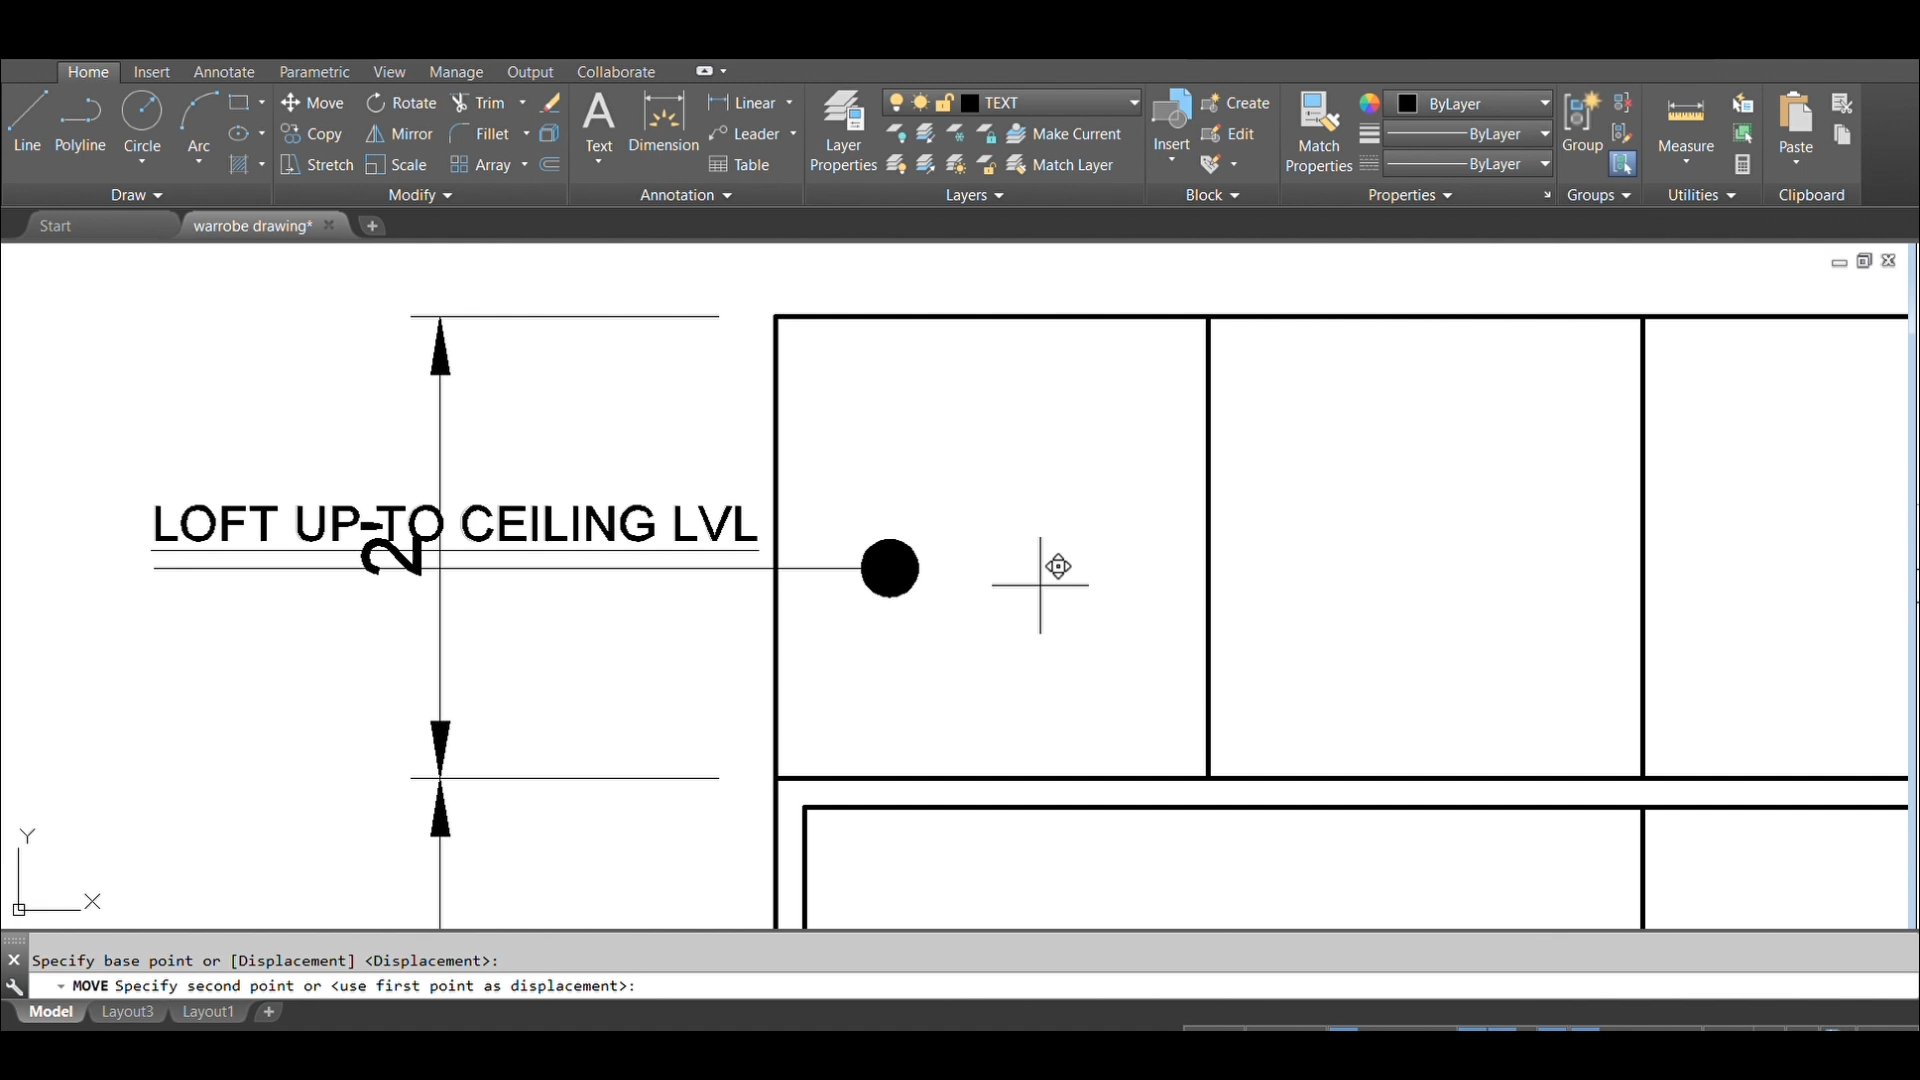 Home Insert Annotate Parametric View Manage Output Collaborate
Line Polyline Circle Arc
Move Rotate Trim
Copy Mirror Fillet
Stretch Scale Array
Text Dimension
Linear
Leader
Table
Layer Properties
TEXT
Make Current
Match Layer
Insert
Create
Edit
Match Properties
ByLayer
ByLayer
ByLayer
Group
Measure
Paste
Draw Modify Annotation Layers Block Properties Groups Utilities Clipboard
Start warrobe drawing*
LOFT UP-TO CEILING LVL
2
Y
X
Specify base point or [Displacement] <Displacement>:
MOVE Specify second point or <use first point as displacement>:
Model Layout3 Layout1